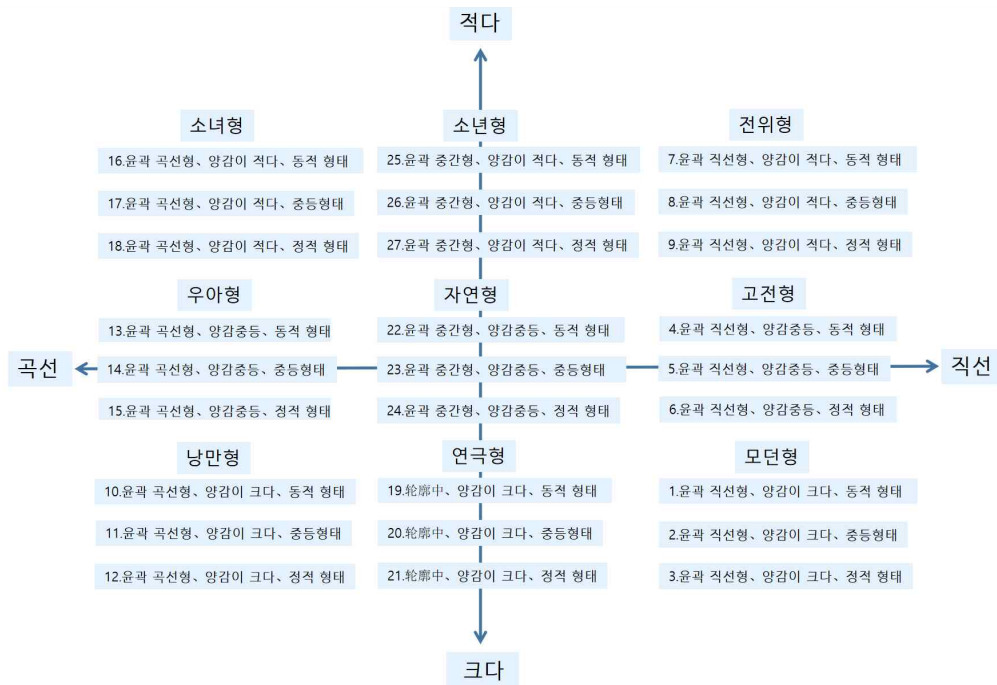 적다
소녀형
소년형
전위형
16.윤곽 곡선형、양감이 적다、동적 형태
25.윤곽 중간형、양감이 적다、동적 형태
7.윤곽 직선형、양감이 적다、동적 형태
17.윤곽 곡선형、양감이 적다、중등형태
26.윤곽 중간형、양감이 적다、중등형태
8.윤곽 직선형、양감이 적다、중등형태
18.윤곽 곡선형、양감이 적다、정적 형태
27.윤곽 중간형、양감이 적다、정적 형태
9.윤곽 직선형、양감이 적다、정적 형태
우아형
자연형
고전형
13.윤곽 곡선형、양감중등、동적 형태
22.윤곽 중간형、양감중등、동적 형태
4.윤곽 직선형、양감중등、동적 형태
곡선
14.윤곽 곡선형、양감중등、중등형태
23.윤곽 중간형、양감중등、중등형태
5.윤곽 직선형、양감중등、중등형태
직선
15.윤곽 곡선형、양감중등、정적 형태
24.윤곽 중간형、양감중등、정적 형태
6.윤곽 직선형、양감중등、정적 형태
낭만형
연극형
모던형
10.윤곽 곡선형、양감이 크다、동적 형태
19.轮廓中、양감이 크다、동적 형태
1.윤곽 직선형、양감이 크다、동적 형태
11.윤곽 곡선형、양감이 크다、중등형태
20.轮廓中、양감이 크다、중등형태
2.윤곽 직선형、양감이 크다、중등형태
12.윤곽 곡선형、양감이 크다、정적 형태
21.轮廓中、양감이 크다、정적 형태
3.윤곽 직선형、양감이 크다、정적 형태
크다